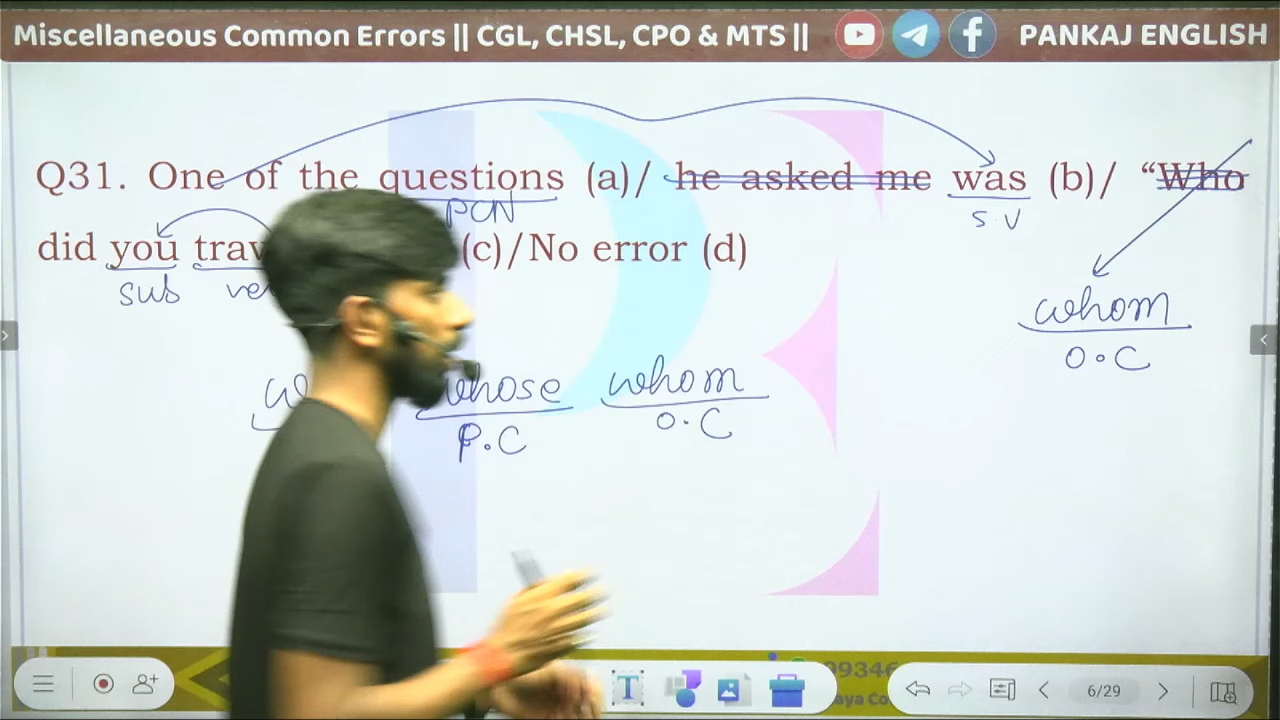 Miscellaneous Common Errors || CGL, CHSL, CPO & MTS || PANKAJ ENGLISH
Q31. One of the questions (a)/ he asked me was (b)/ “Who
PCN S.V
did you (c)/No error (d)
sub
whom
O.C
whose whom
P.C O.C
6/29